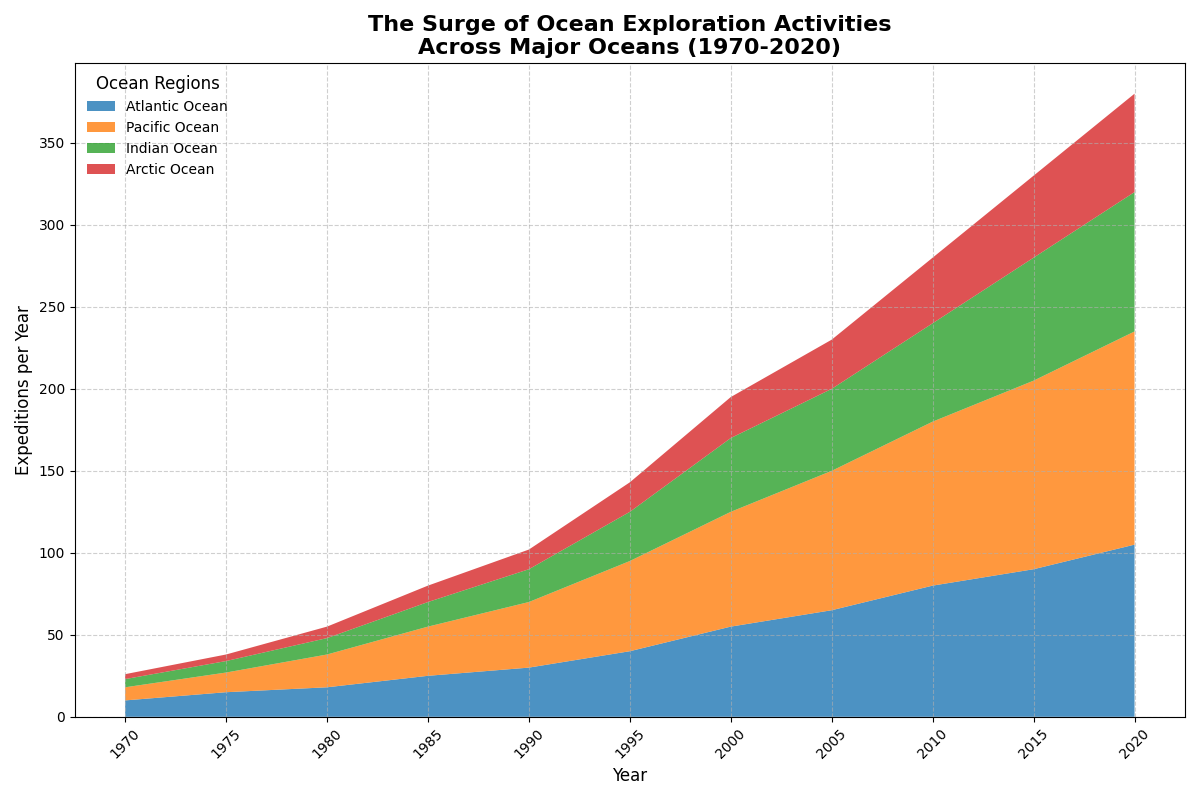 The Surge of Ocean Exploration Activities
Across Major Oceans (1970-2020)
Ocean Regions
Atlantic Ocean
Pacific Ocean
Indian Ocean
Arctic Ocean
Expeditions per Year
350
300
250
200
150
100
50
0
1970 1975 1980 1985 1990 1995 2000 2005 2010 2015 2020
Year